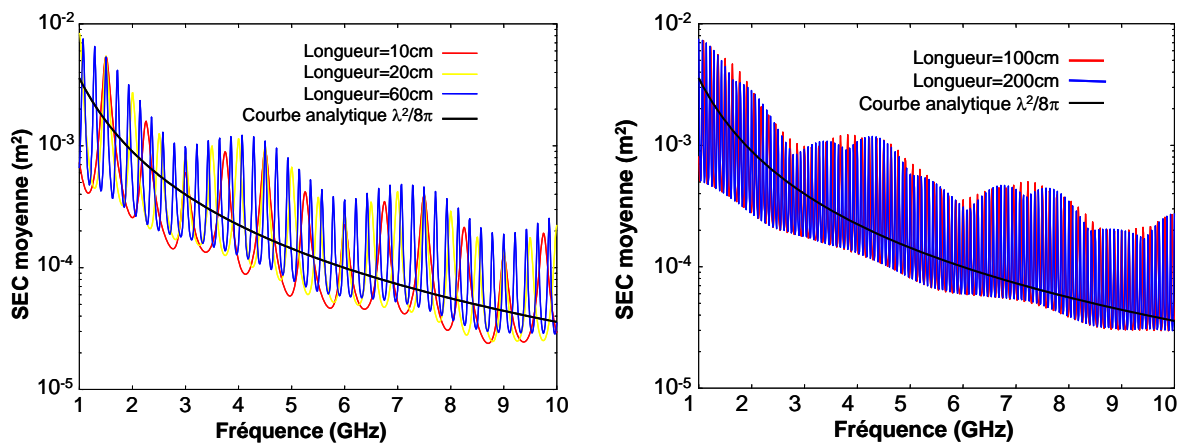 10⁻²
Longueur=10cm
Longueur=20cm
Longueur=60cm
Courbe analytique λ²/8π
10⁻³
10⁻⁴
10⁻⁵
SEC moyenne (m²)
1 2 3 4 5 6 7 8 9 10
Fréquence (GHz)
10⁻²
Longueur=100cm
Longueur=200cm
Courbe analytique λ²/8π
10⁻³
10⁻⁴
10⁻⁵
SEC moyenne (m²)
1 2 3 4 5 6 7 8 9 10
Fréquence (GHz)